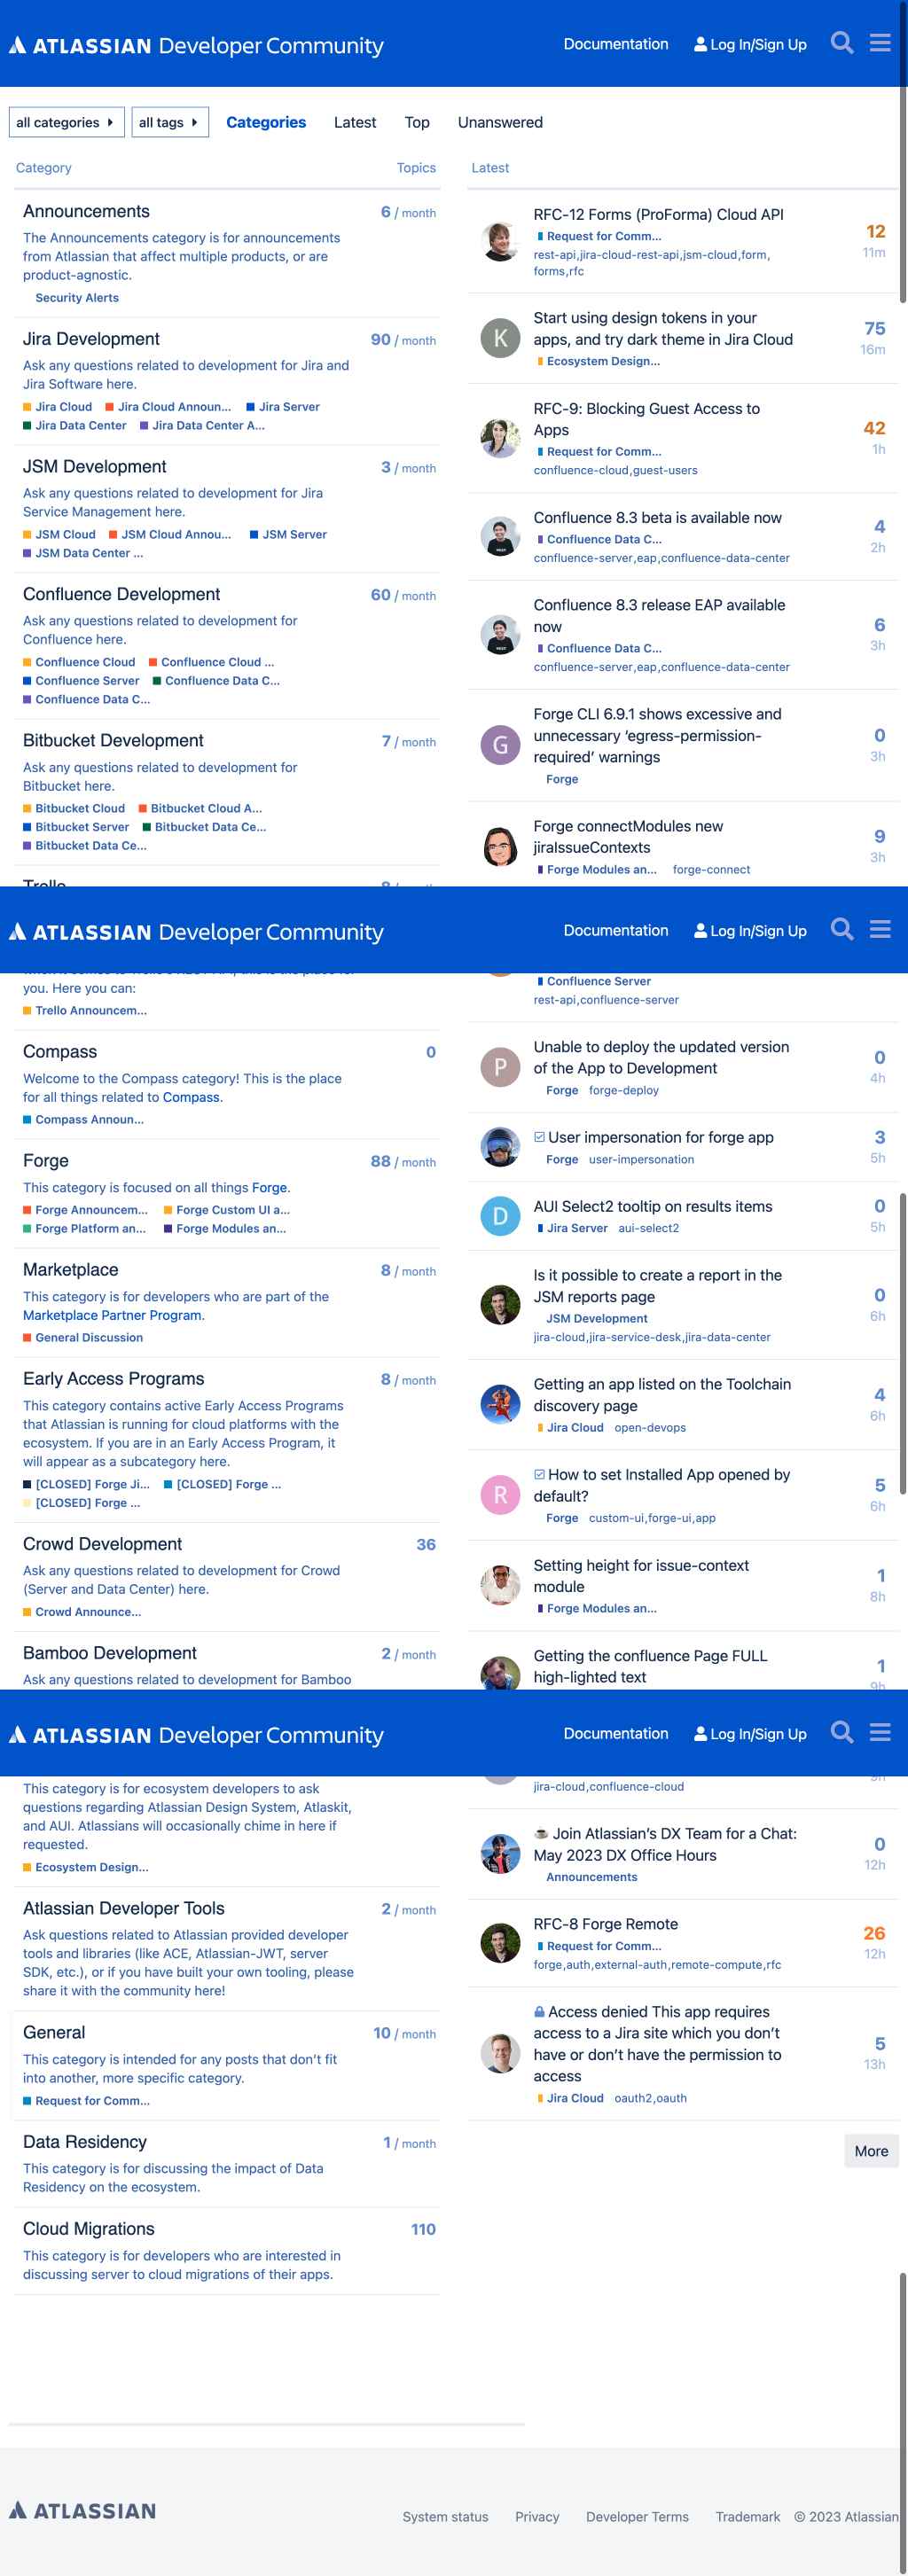 ATLASSIAN Developer Community
Documentation
Log In/Sign Up
all categories
all tags
Categories
Latest
Top
Unanswered
Category
Topics
Announcements
6 / month
The Announcements category is for announcements
from Atlassian that affect multiple products, or are
product-agnostic.
Security Alerts
Jira Development
90 / month
Ask any questions related to development for Jira and
Jira Software here.
Jira Cloud Jira Cloud Announ... Jira Server
Jira Data Center Jira Data Center A...
JSM Development
3 / month
Ask any questions related to development for Jira
Service Management here.
JSM Cloud JSM Cloud Annou... JSM Server
JSM Data Center ...
Confluence Development
60 / month
Ask any questions related to development for
Confluence here.
Confluence Cloud Confluence Cloud ...
Confluence Server Confluence Data C...
Confluence Data C...
Bitbucket Development
7 / month
Ask any questions related to development for
Bitbucket here.
Bitbucket Cloud Bitbucket Cloud A...
Bitbucket Server Bitbucket Data Ce...
Bitbucket Data Ce...
Trello
Latest
RFC-12 Forms (ProForma) Cloud API
Request for Comm...
rest-api,jira-cloud-rest-api,jsm-cloud,form,
forms,rfc
12
11m
K
Start using design tokens in your
apps, and try dark theme in Jira Cloud
Ecosystem Design...
75
16m
RFC-9: Blocking Guest Access to
Apps
Request for Comm...
confluence-cloud,guest-users
42
1h
Confluence 8.3 beta is available now
Confluence Data C...
confluence-server,eap,confluence-data-center
4
2h
Confluence 8.3 release EAP available
now
Confluence Data C...
confluence-server,eap,confluence-data-center
6
3h
G
Forge CLI 6.9.1 shows excessive and
unnecessary ‘egress-permission-
required’ warnings
Forge
0
3h
Forge connectModules new
jiraIssueContexts
Forge Modules an... forge-connect
9
3h
ATLASSIAN Developer Community
Documentation
Log In/Sign Up
you. Here you can:
Trello Announcem...
Compass
0
Welcome to the Compass category! This is the place
for all things related to Compass.
Compass Announ...
Forge
88 / month
This category is focused on all things Forge.
Forge Announcem... Forge Custom UI a...
Forge Platform an... Forge Modules an...
Marketplace
8 / month
This category is for developers who are part of the
Marketplace Partner Program.
General Discussion
Early Access Programs
8 / month
This category contains active Early Access Programs
that Atlassian is running for cloud platforms with the
ecosystem. If you are in an Early Access Program, it
will appear as a subcategory here.
[CLOSED] Forge Ji... [CLOSED] Forge ...
[CLOSED] Forge ...
Crowd Development
36
Ask any questions related to development for Crowd
(Server and Data Center) here.
Crowd Announce...
Bamboo Development
2 / month
Ask any questions related to development for Bamboo
Confluence Server
rest-api,confluence-server
P
Unable to deploy the updated version
of the App to Development
Forge forge-deploy
0
4h
User impersonation for forge app
Forge user-impersonation
3
5h
D
AUI Select2 tooltip on results items
Jira Server aui-select2
0
5h
Is it possible to create a report in the
JSM reports page
JSM Development
jira-cloud,jira-service-desk,jira-data-center
0
6h
Getting an app listed on the Toolchain
discovery page
Jira Cloud open-devops
4
6h
R
How to set Installed App opened by
default?
Forge custom-ui,forge-ui,app
5
6h
Setting height for issue-context
module
Forge Modules an...
1
8h
Getting the confluence Page FULL
high-lighted text
1
9h
ATLASSIAN Developer Community
Documentation
Log In/Sign Up
This category is for ecosystem developers to ask
questions regarding Atlassian Design System, Atlaskit,
and AUI. Atlassians will occasionally chime in here if
requested.
Ecosystem Design...
Atlassian Developer Tools
2 / month
Ask questions related to Atlassian provided developer
tools and libraries (like ACE, Atlassian-JWT, server
SDK, etc.), or if you have built your own tooling, please
share it with the community here!
General
10 / month
This category is intended for any posts that don’t fit
into another, more specific category.
Request for Comm...
Data Residency
1 / month
This category is for discussing the impact of Data
Residency on the ecosystem.
Cloud Migrations
110
This category is for developers who are interested in
discussing server to cloud migrations of their apps.
jira-cloud,confluence-cloud
9h
Join Atlassian’s DX Team for a Chat:
May 2023 DX Office Hours
Announcements
0
12h
RFC-8 Forge Remote
Request for Comm...
forge,auth,external-auth,remote-compute,rfc
26
12h
Access denied This app requires
access to a Jira site which you don’t
have or don’t have the permission to
access
Jira Cloud oauth2,oauth
5
13h
More
ATLASSIAN
System status
Privacy
Developer Terms
Trademark
© 2023 Atlassian